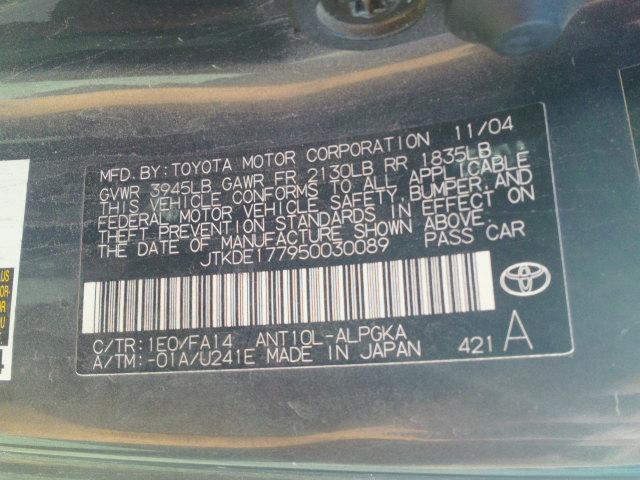 MFD. BY: TOYOTA MOTOR CORPORATION 11/04
GVWR 3945LB GAWR FR 2130LB RR 1835LB
THIS VEHICLE CONFORMS TO ALL APPLICABLE
FEDERAL MOTOR VEHICLE SAFETY, BUMPER, AND
THEFT PREVENTION STANDARDS IN EFFECT ON
THE DATE OF MANUFACTURE SHOWN ABOVE.
JTKDE177950030089 PASS CAR
C/TR: 1E0/FA14 ANT10L-ALPGKA
A/TM: -01A/U241E MADE IN JAPAN 421 A